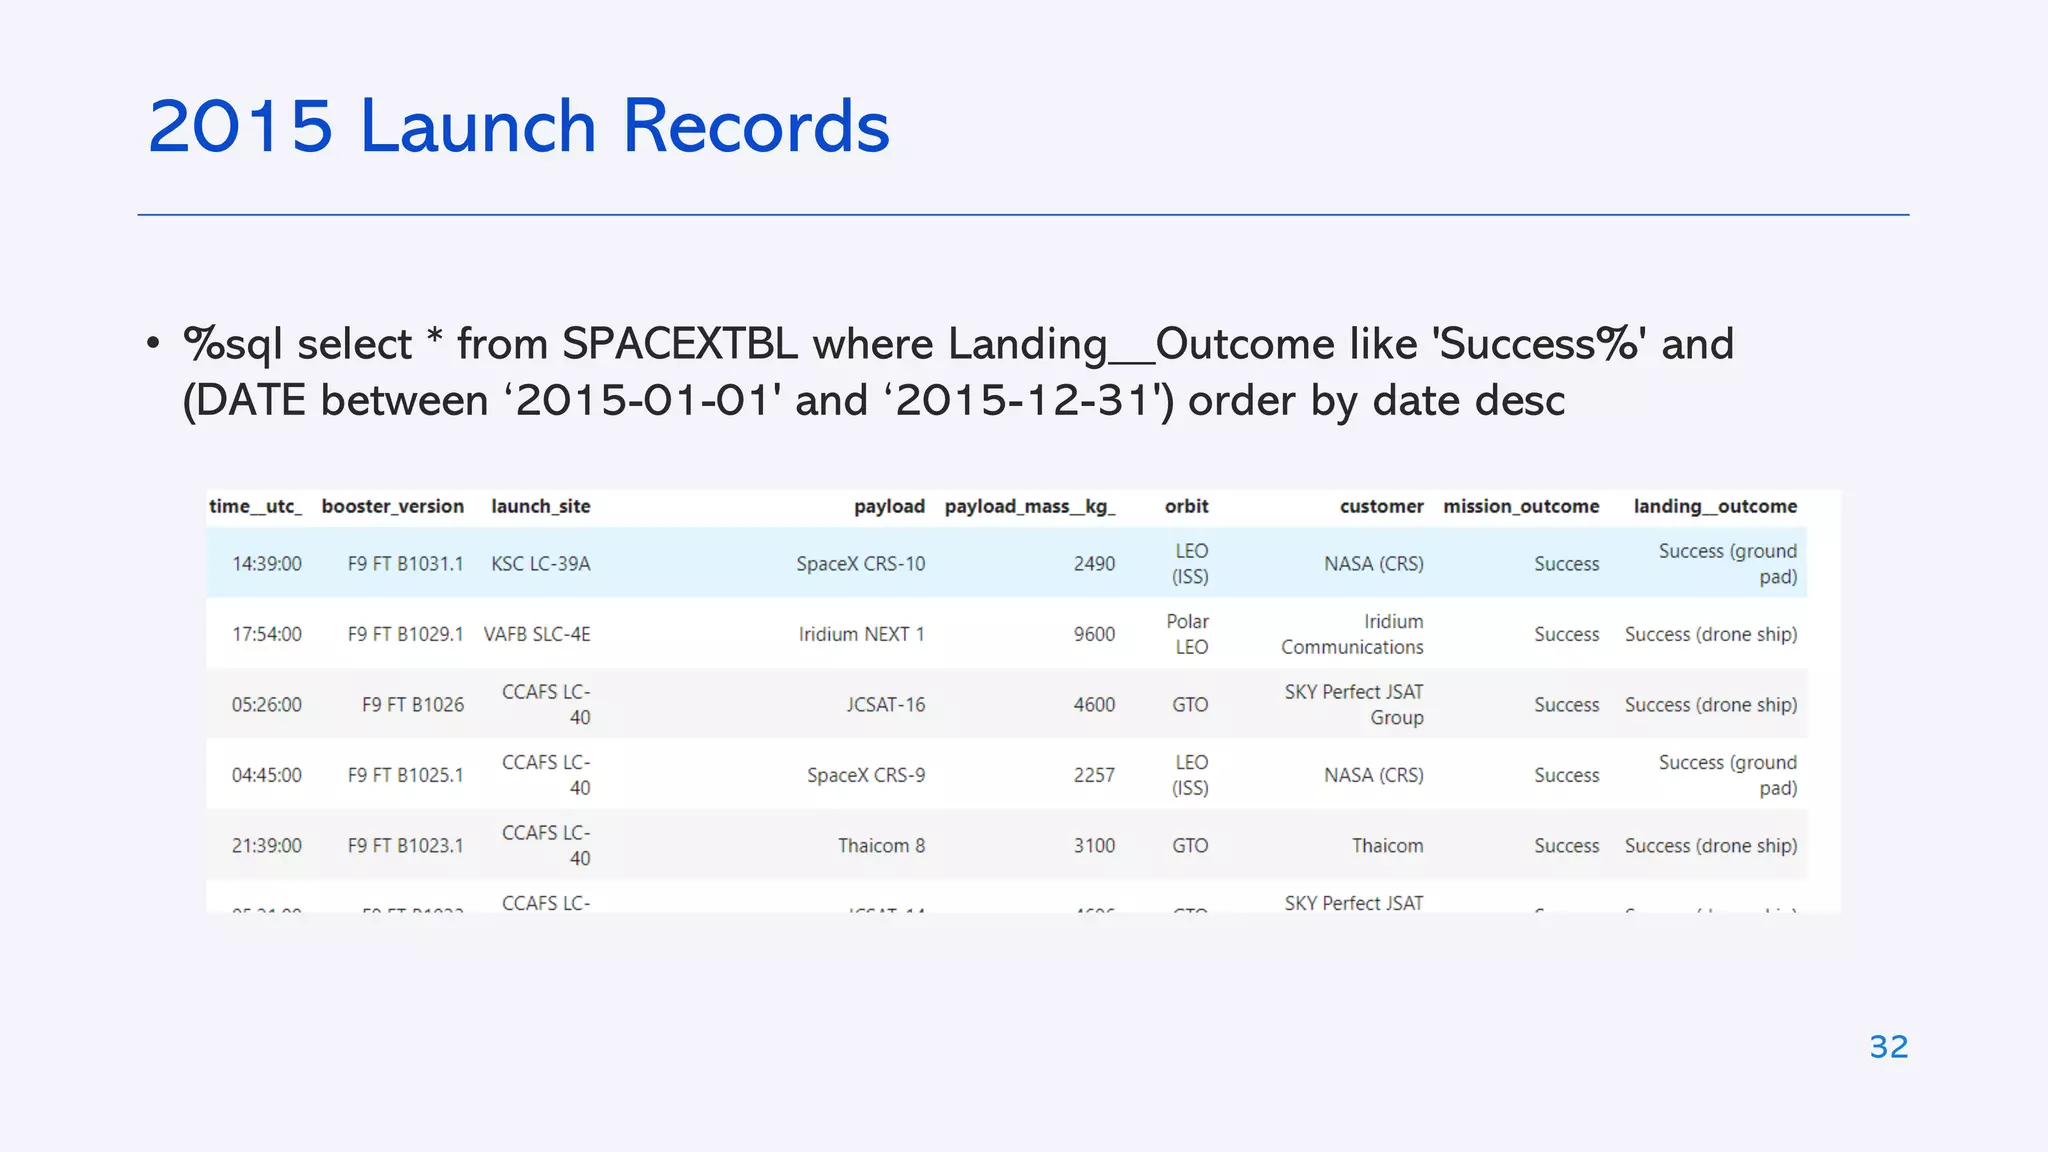 2015 Launch Records
• %sql select * from SPACEXTBL where Landing__Outcome like 'Success%' and
(DATE between ‘2015-01-01' and ‘2015-12-31') order by date desc
time__utc_ booster_version launch_site payload payload_mass__kg_ orbit customer mission_outcome landing__outcome
14:39:00 F9 FT B1031.1 KSC LC-39A SpaceX CRS-10 2490 LEO (ISS) NASA (CRS) Success Success (ground pad)
17:54:00 F9 FT B1029.1 VAFB SLC-4E Iridium NEXT 1 9600 Polar LEO Iridium Communications Success Success (drone ship)
05:26:00 F9 FT B1026 CCAFS LC-40 JCSAT-16 4600 GTO SKY Perfect JSAT Group Success Success (drone ship)
04:45:00 F9 FT B1025.1 CCAFS LC-40 SpaceX CRS-9 2257 LEO (ISS) NASA (CRS) Success Success (ground pad)
21:39:00 F9 FT B1023.1 CCAFS LC-40 Thaicom 8 3100 GTO Thaicom Success Success (drone ship)
CCAFS LC- SKY Perfect JSAT
32